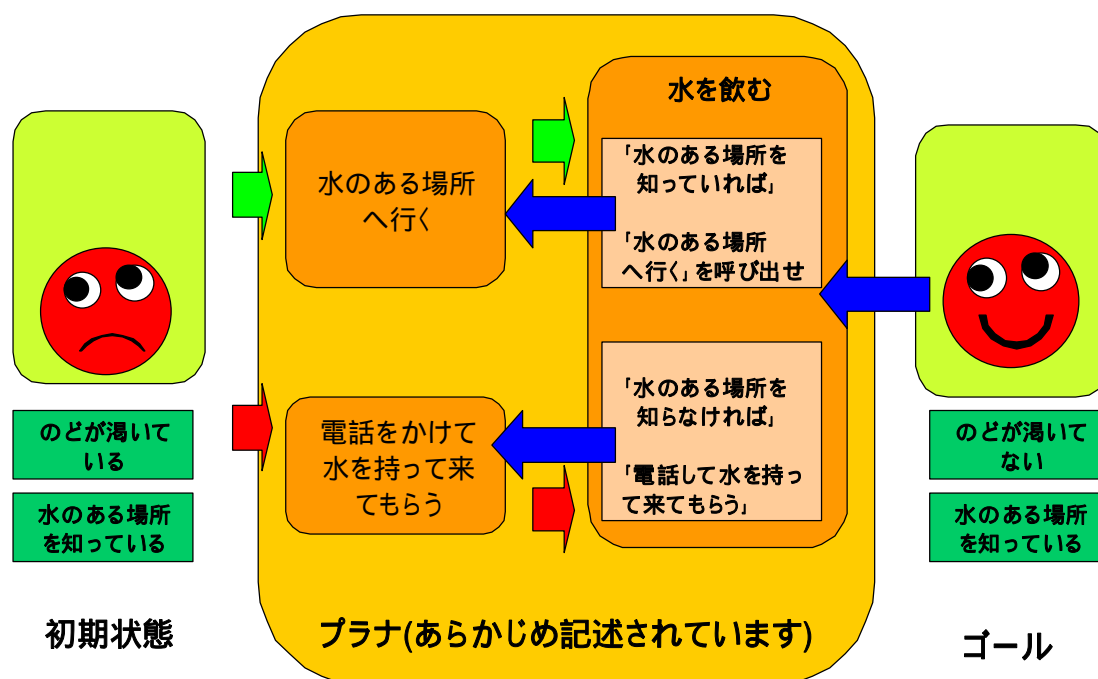 水を飲む
水のある場所
へ行く
「水のある場所を
知っていれば」
「水のある場所
へ行く」を呼び出せ
電話をかけて
水を持って来
てもらう
「水のある場所を
知らなければ」
「電話して水を持っ
て来てもらう」
のどが渇いて
いる
水のある場所
を知っている
のどが渇いて
ない
水のある場所
を知っている
初期状態
プラナ(あらかじめ記述されています)
ゴール